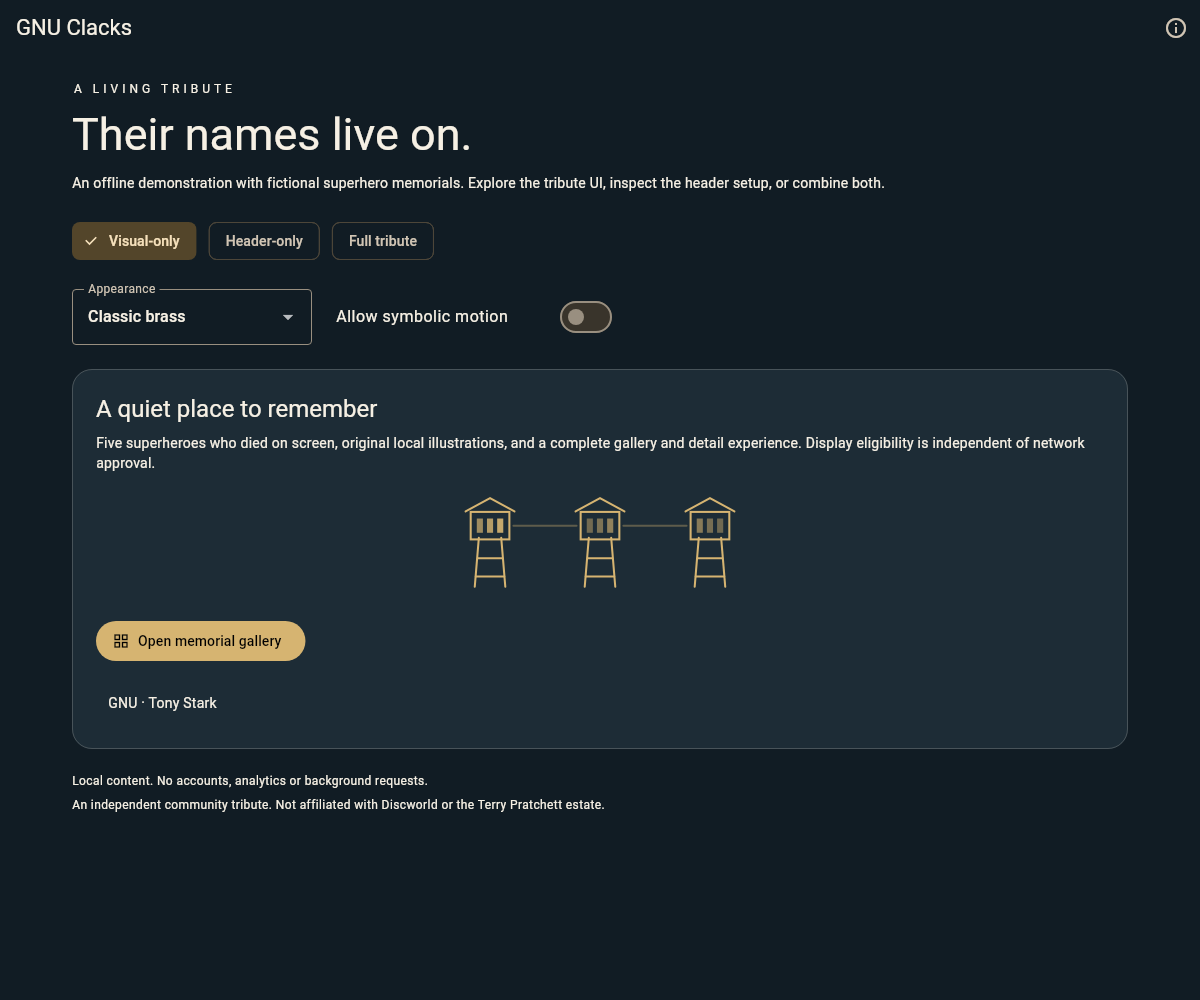 GNU Clacks
A LIVING TRIBUTE
Their names live on.
An offline demonstration with fictional superhero memorials. Explore the tribute UI, inspect the header setup, or combine both.
Visual-only
Header-only
Full tribute
Appearance
Classic brass
Allow symbolic motion
A quiet place to remember
Five superheroes who died on screen, original local illustrations, and a complete gallery and detail experience. Display eligibility is independent of network
approval.
Open memorial gallery
GNU · Tony Stark
Local content. No accounts, analytics or background requests.
An independent community tribute. Not affiliated with Discworld or the Terry Pratchett estate.